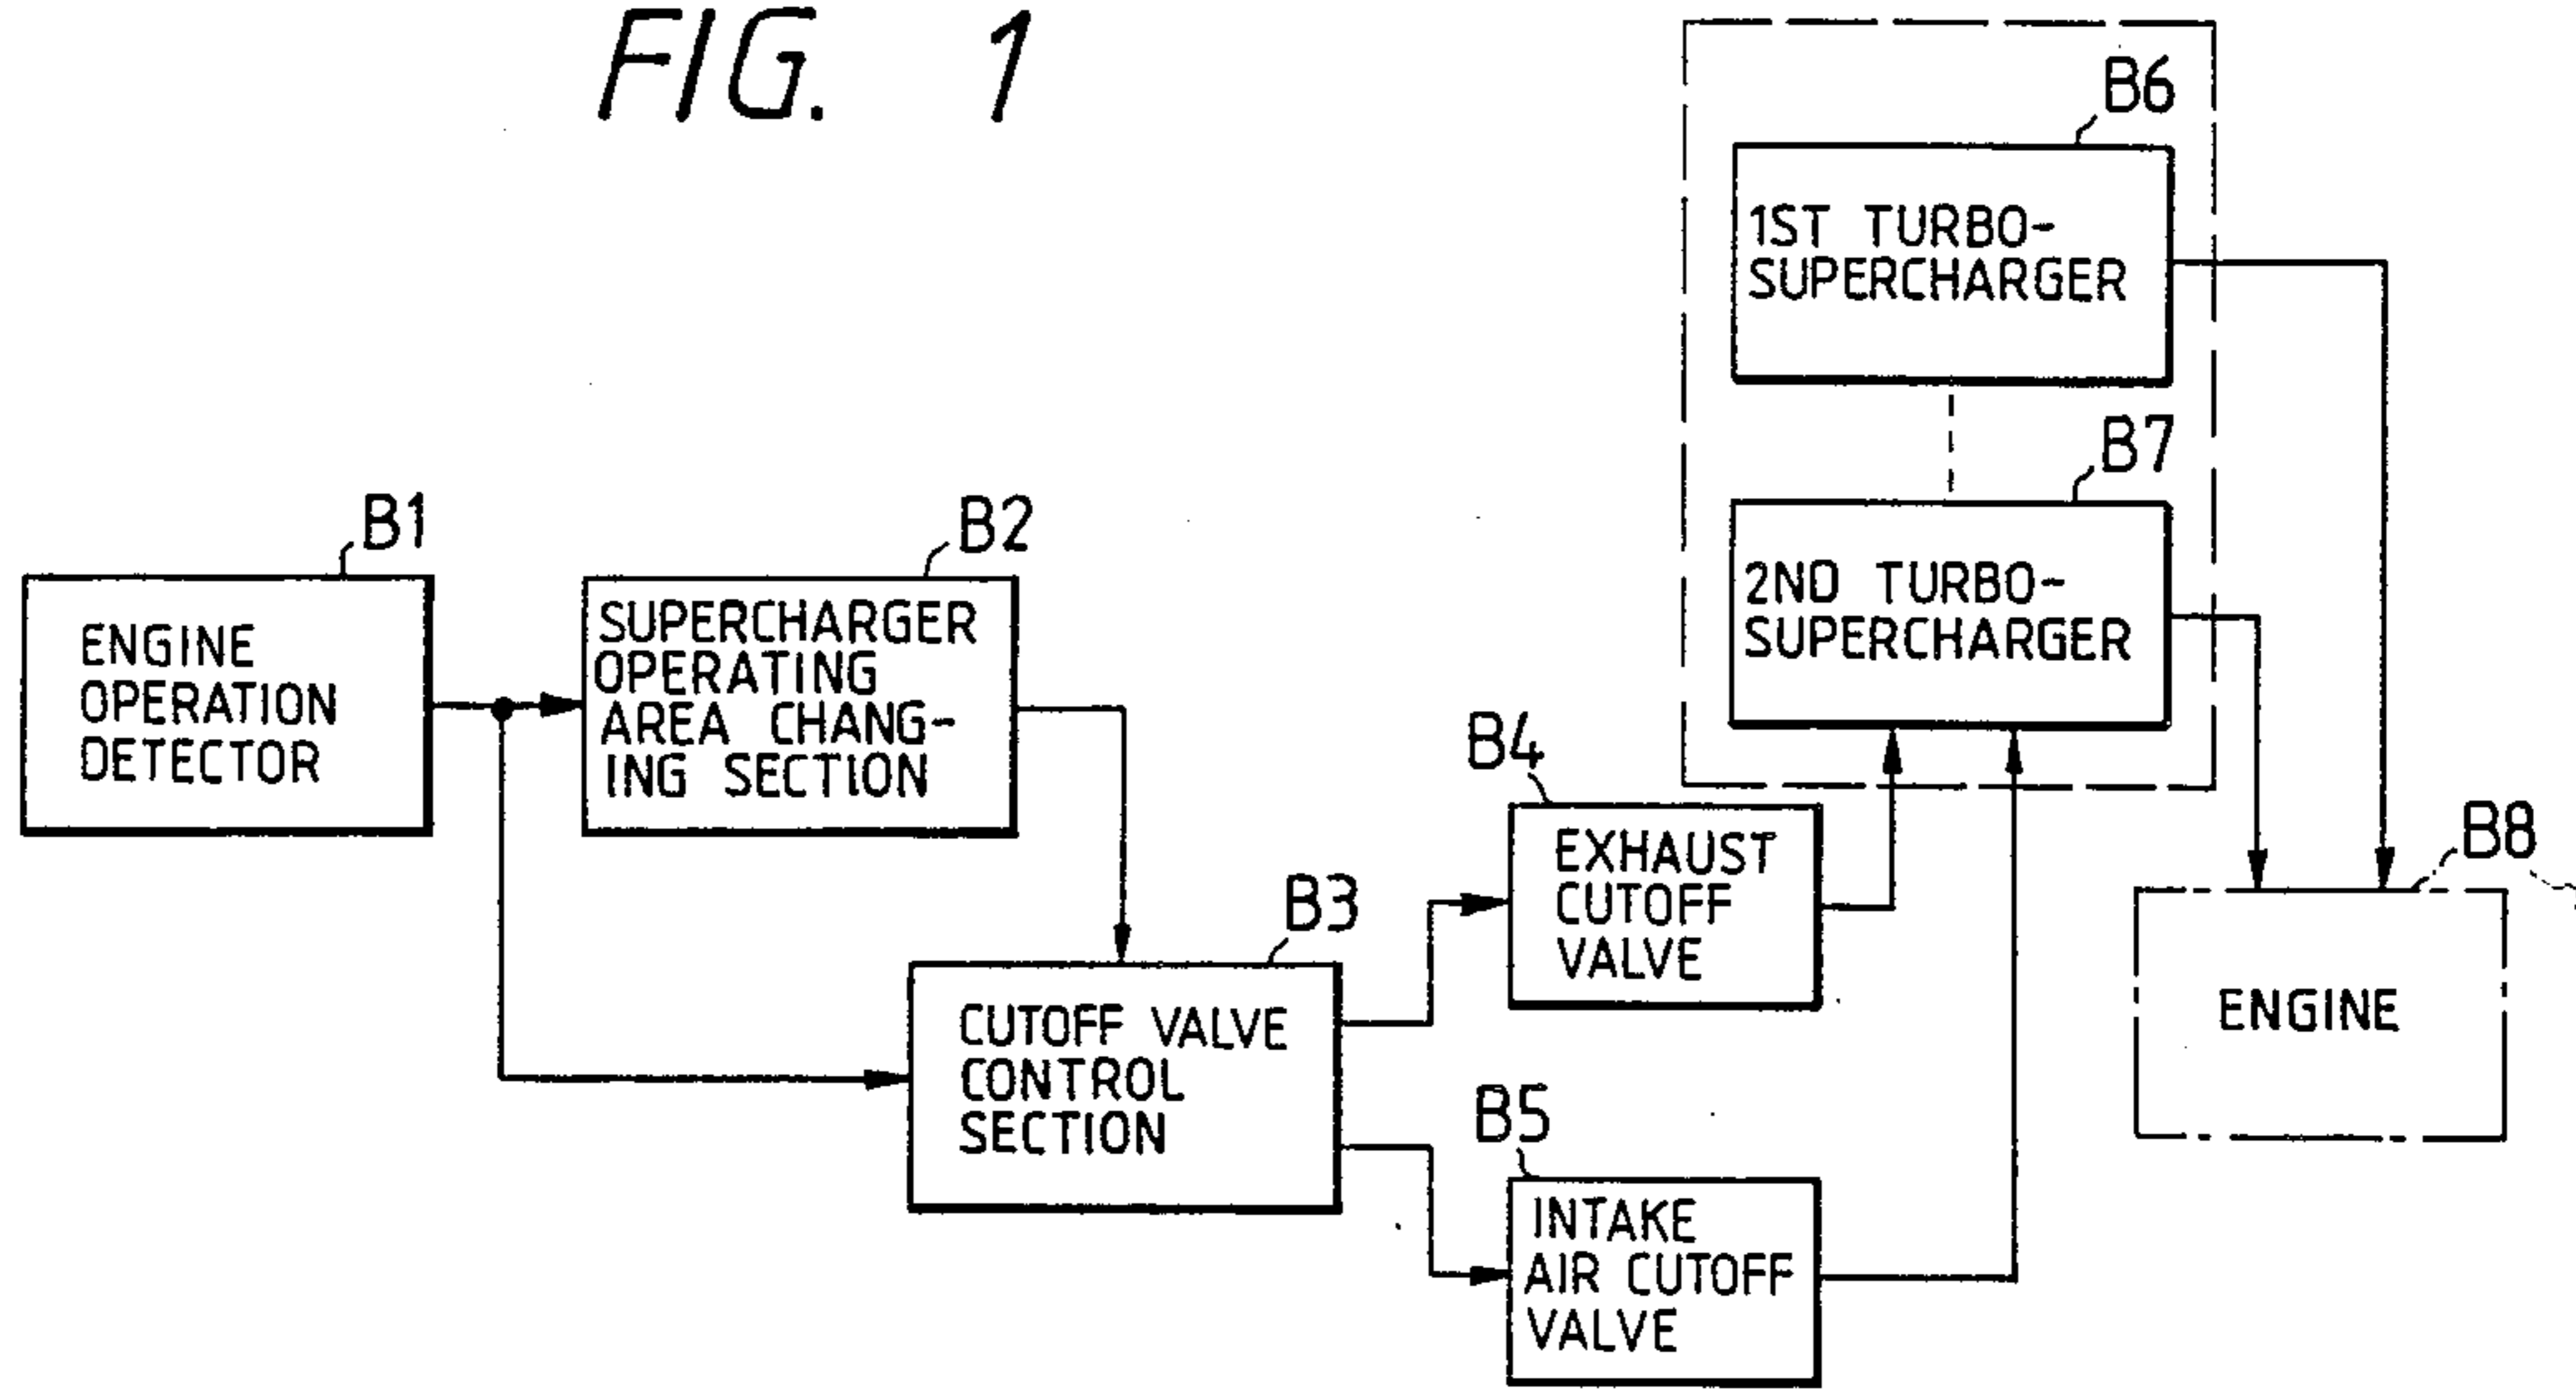 FIG. 1
B6
1ST TURBO-
SUPERCHARGER
B7
2ND TURBO-
SUPERCHARGER
B1
ENGINE
OPERATION
DETECTOR
B2
SUPERCHARGER
OPERATING
AREA CHANG-
ING SECTION
B3
CUTOFF VALVE
CONTROL
SECTION
B4
EXHAUST
CUTOFF
VALVE
B5
INTAKE
AIR CUTOFF
VALVE
B8
ENGINE